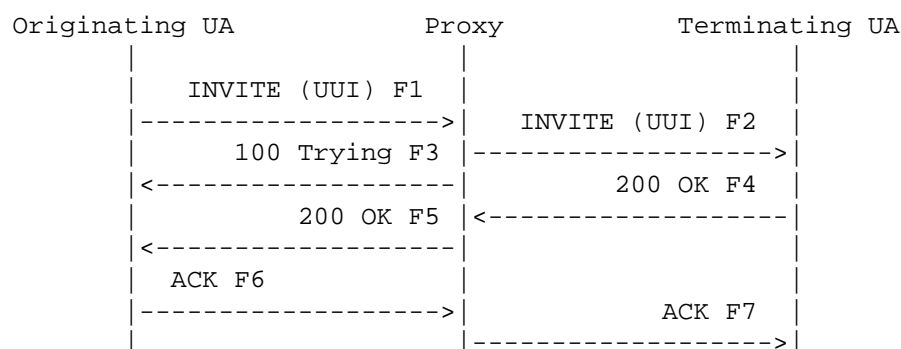 Originating UA Proxy Terminating UA
| | |
| INVITE (UUI) F1 | |
|------------------->| INVITE (UUI) F2 |
| 100 Trying F3 |------------------->|
|<-------------------| 200 OK F4 |
| 200 OK F5 |<-------------------|
|<-------------------| |
| ACK F6 | |
|------------------->| ACK F7 |
| |------------------->|